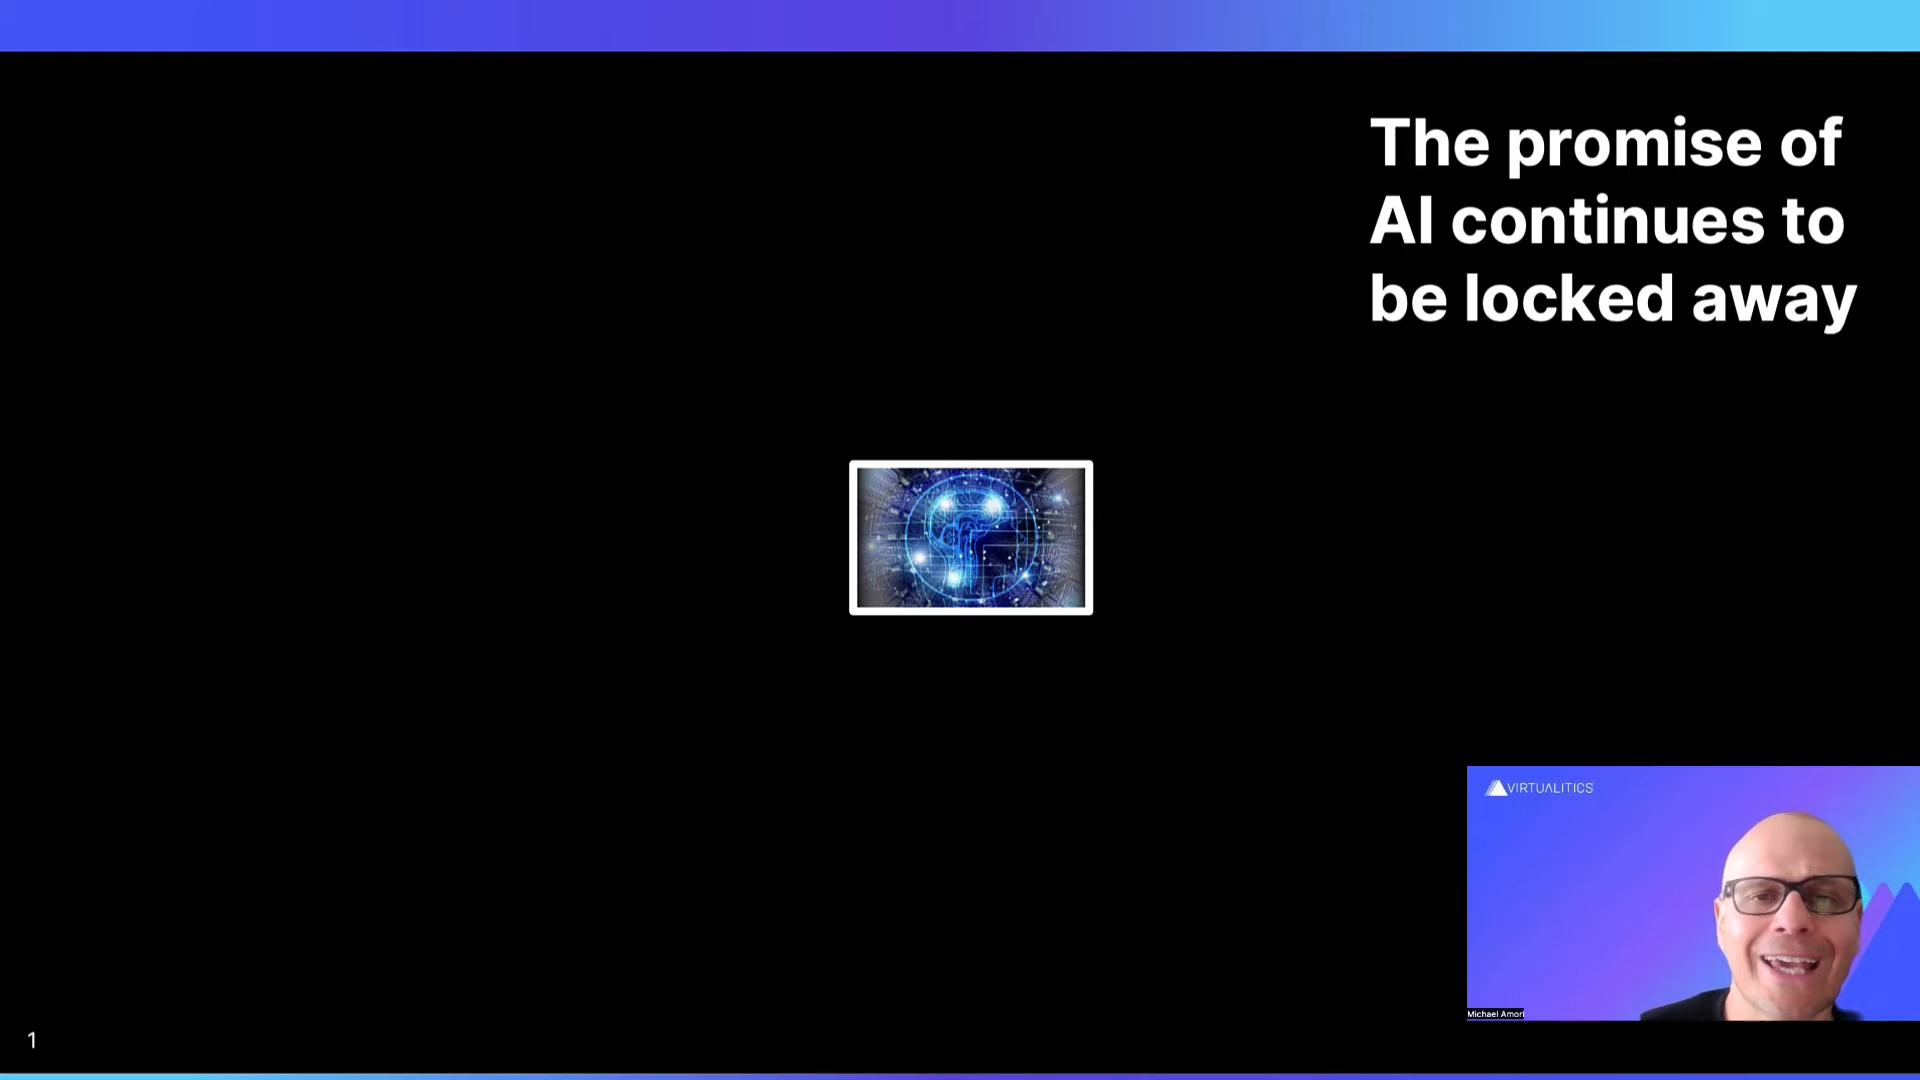 The promise of
AI continues to
be locked away
VIRTUALITICS
Michael Amori
1